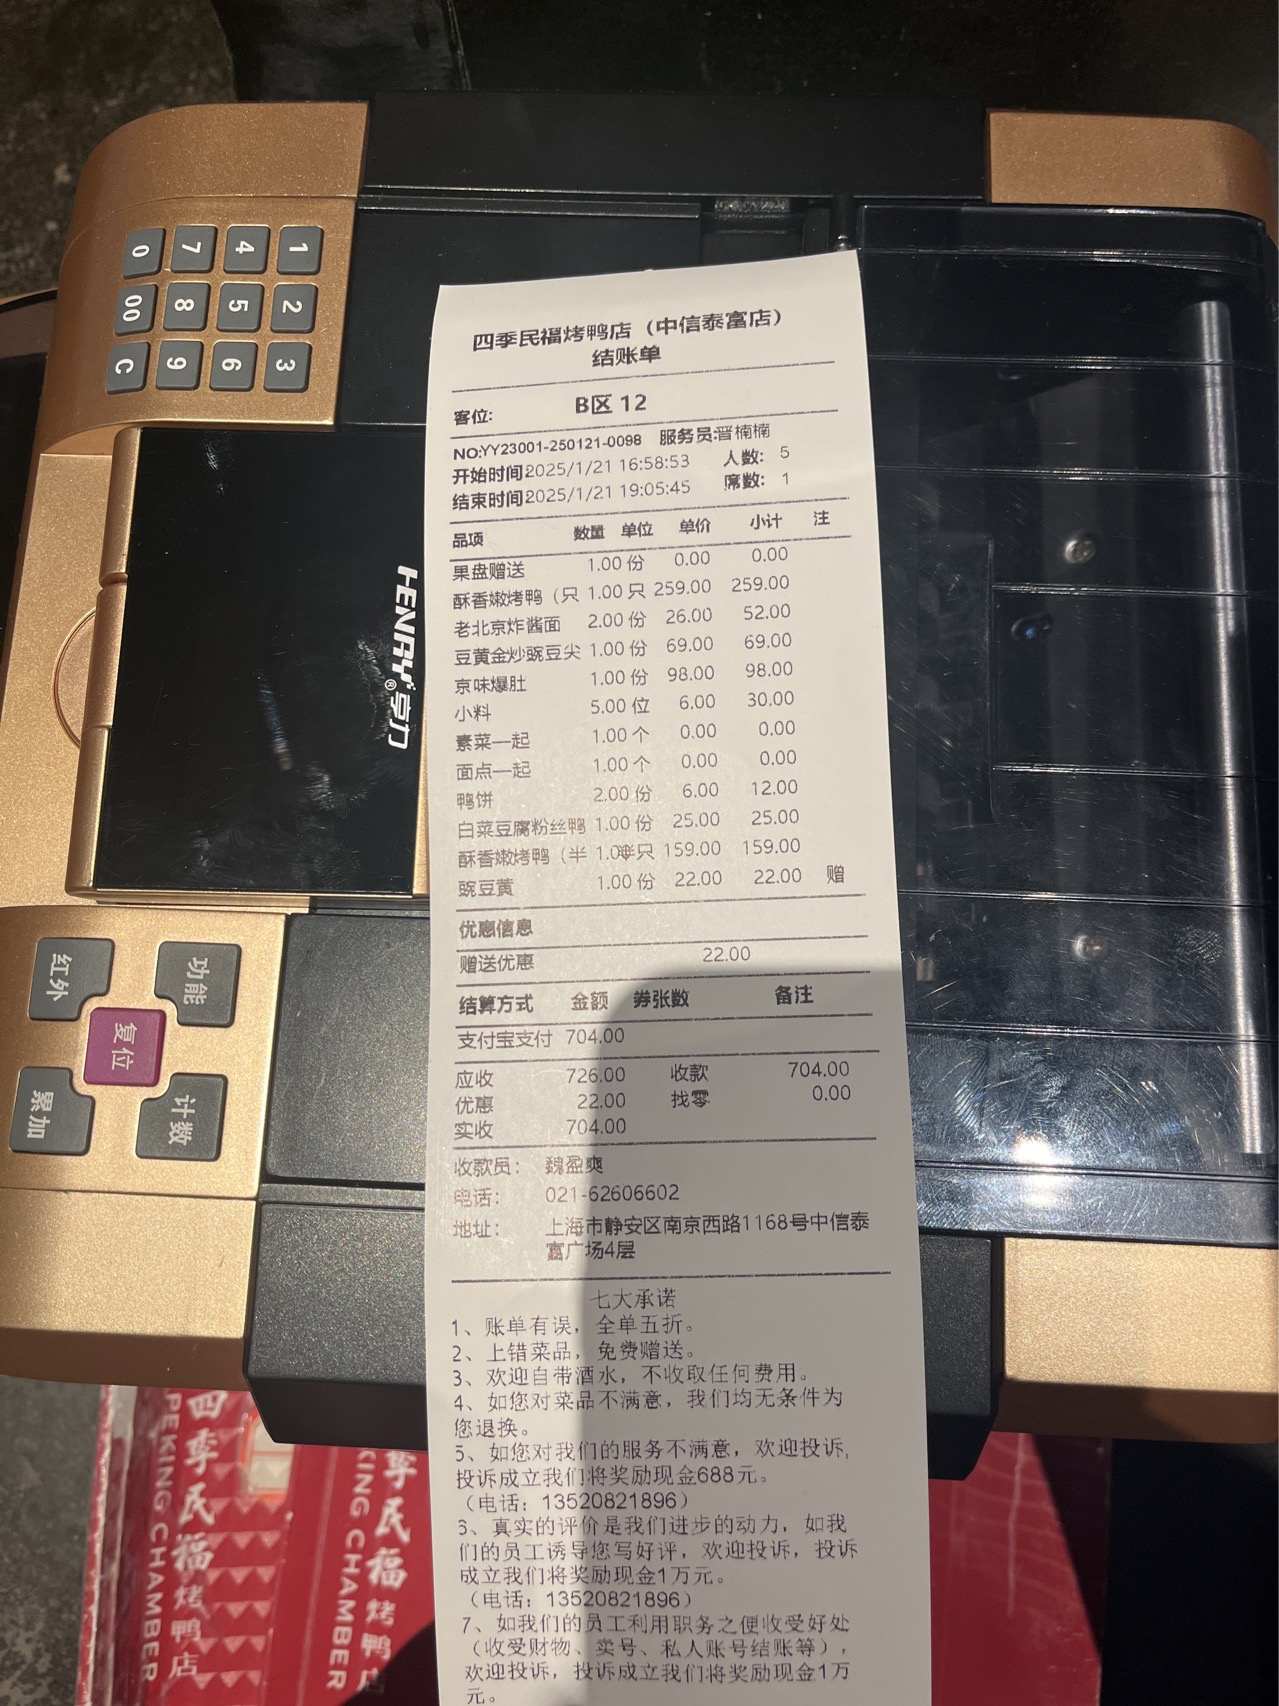 1
2
3
4
5
6
7
8
9
0
00
C
HENRY®亨力
红外
功能
复位
累加
计数
四季民福烤鸭店（中信泰富店）
结账单
客位: B区 12
NO:YY23001-250121-0098 服务员:晋楠楠
开始时间2025/1/21 16:58:53 人数: 5
结束时间2025/1/21 19:05:45 席数: 1
品项 数量 单位 单价 小计 注
果盘赠送 1.00 份 0.00 0.00
酥香嫩烤鸭（只 1.00 只 259.00 259.00
老北京炸酱面 2.00 份 26.00 52.00
豆黄金炒豌豆尖 1.00 份 69.00 69.00
京味爆肚 1.00 份 98.00 98.00
小料 5.00 位 6.00 30.00
素菜一起 1.00 个 0.00 0.00
面点一起 1.00 个 0.00 0.00
鸭饼 2.00 份 6.00 12.00
白菜豆腐粉丝鸭 1.00 份 25.00 25.00
酥香嫩烤鸭（半 1.0半只 159.00 159.00
豌豆黄 1.00 份 22.00 22.00 赠
优惠信息
赠送优惠 22.00
结算方式 金额 券张数 备注
支付宝支付 704.00
应收 726.00 收款 704.00
优惠 22.00 找零 0.00
实收 704.00
收款员: 魏盈爽
电话: 021-62606602
地址: 上海市静安区南京西路1168号中信泰
富广场4层
七大承诺
1、账单有误，全单五折。
2、上错菜品，免费赠送。
3、欢迎自带酒水，不收取任何费用。
4、如您对菜品不满意，我们均无条件为
您退换。
5、如您对我们的服务不满意，欢迎投诉,
投诉成立我们将奖励现金688元。
（电话：13520821896）
6、真实的评价是我们进步的动力，如我
们的员工诱导您写好评，欢迎投诉，投诉
成立我们将奖励现金1万元。
（电话：13520821896）
7、如我们的员工利用职务之便收受好处
（收受财物、卖号、私人账号结账等），
欢迎投诉，投诉成立我们将奖励现金1万
元。
四季民福烤鸭店
PEKING CHAMBER
季民福烤鸭店
KING CHAMBER